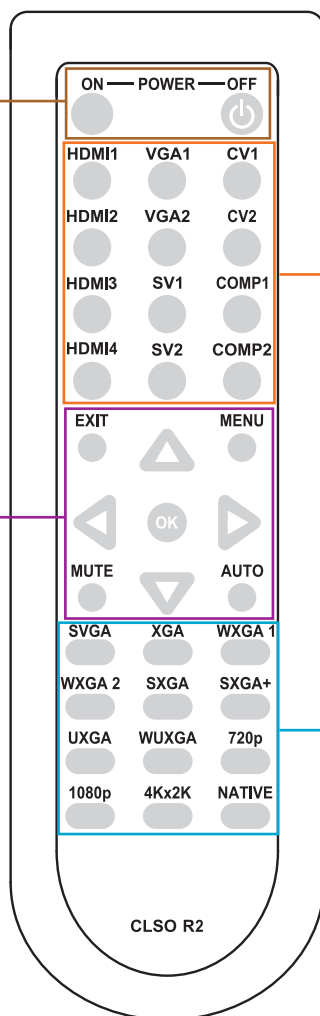 ON — POWER — OFF
HDMI1 VGA1 CV1
HDMI2 VGA2 CV2
HDMI3 SV1 COMP1
HDMI4 SV2 COMP2
EXIT MENU
OK
MUTE AUTO
SVGA XGA WXGA 1
WXGA 2 SXGA SXGA+
UXGA WUXGA 720p
1080p 4Kx2K NATIVE
CLSO R2